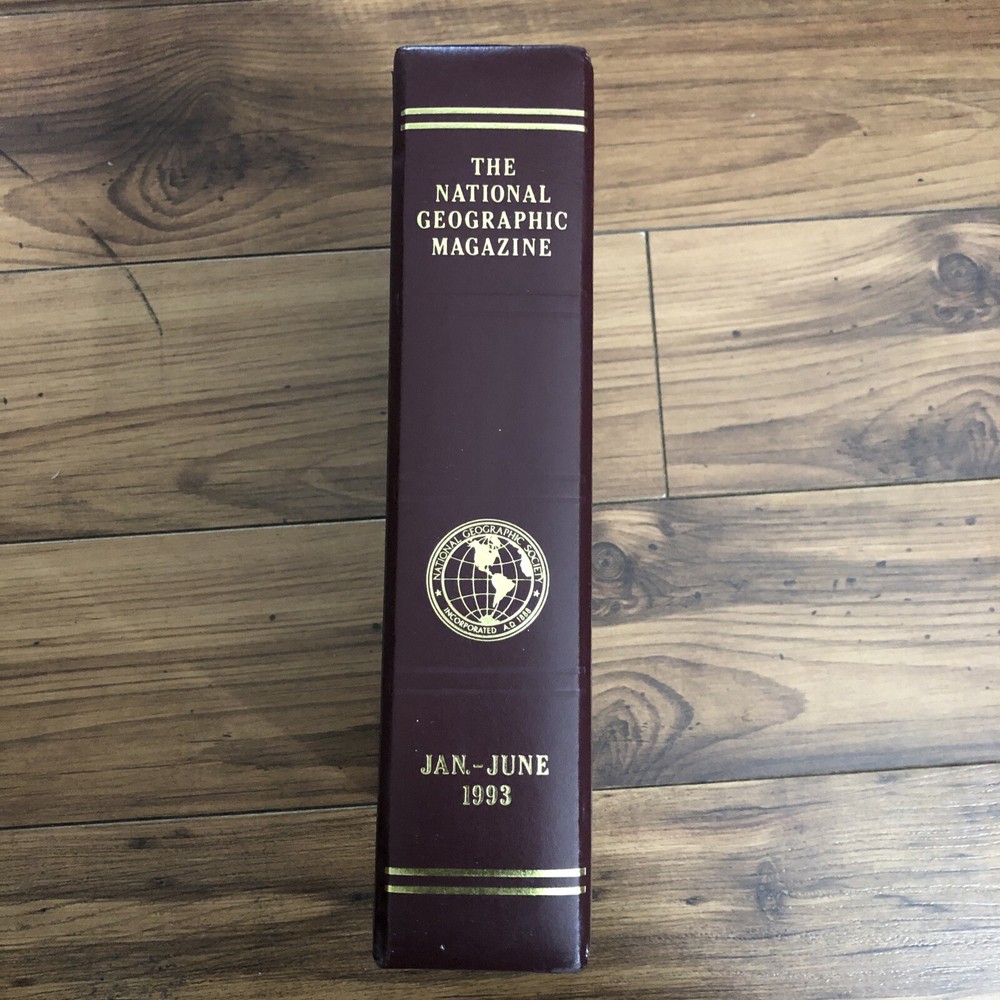 THE
NATIONAL
GEOGRAPHIC
MAGAZINE
NATIONAL GEOGRAPHIC SOCIETY
INCORPORATED A.D. 1888
JAN.-JUNE
1993